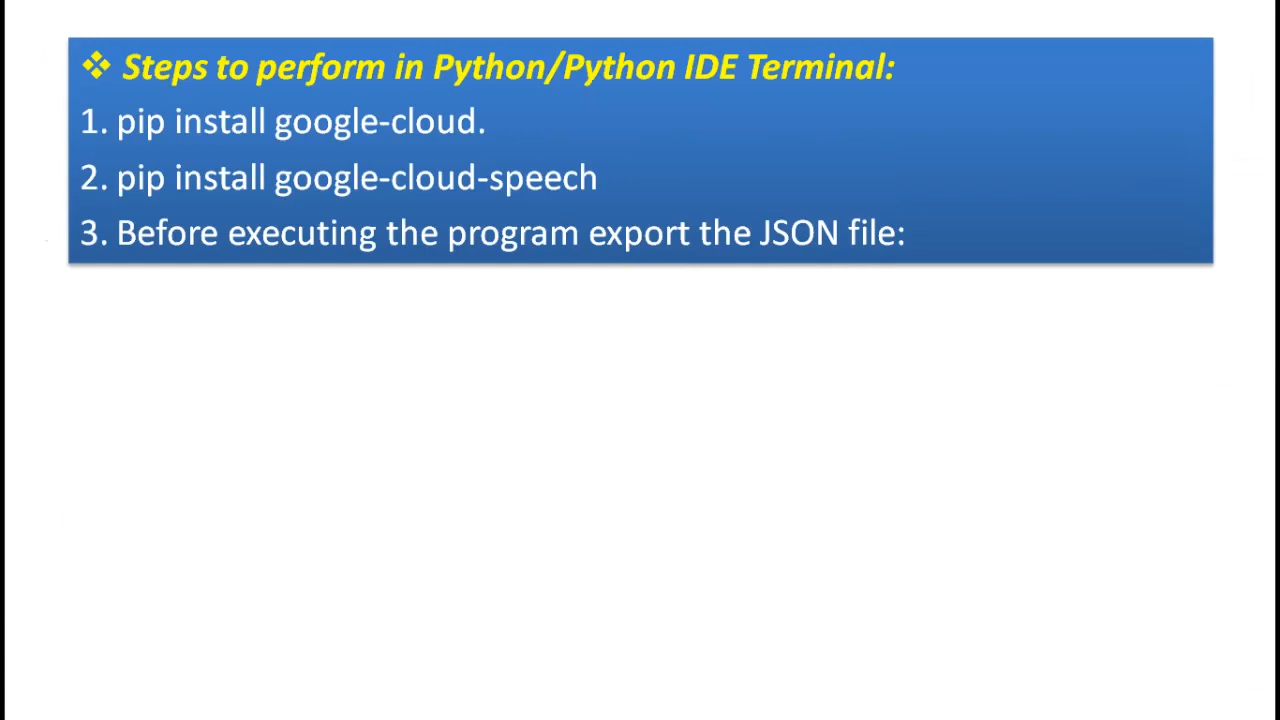 ❖ Steps to perform in Python/Python IDE Terminal:
1. pip install google-cloud.
2. pip install google-cloud-speech
3. Before executing the program export the JSON file: